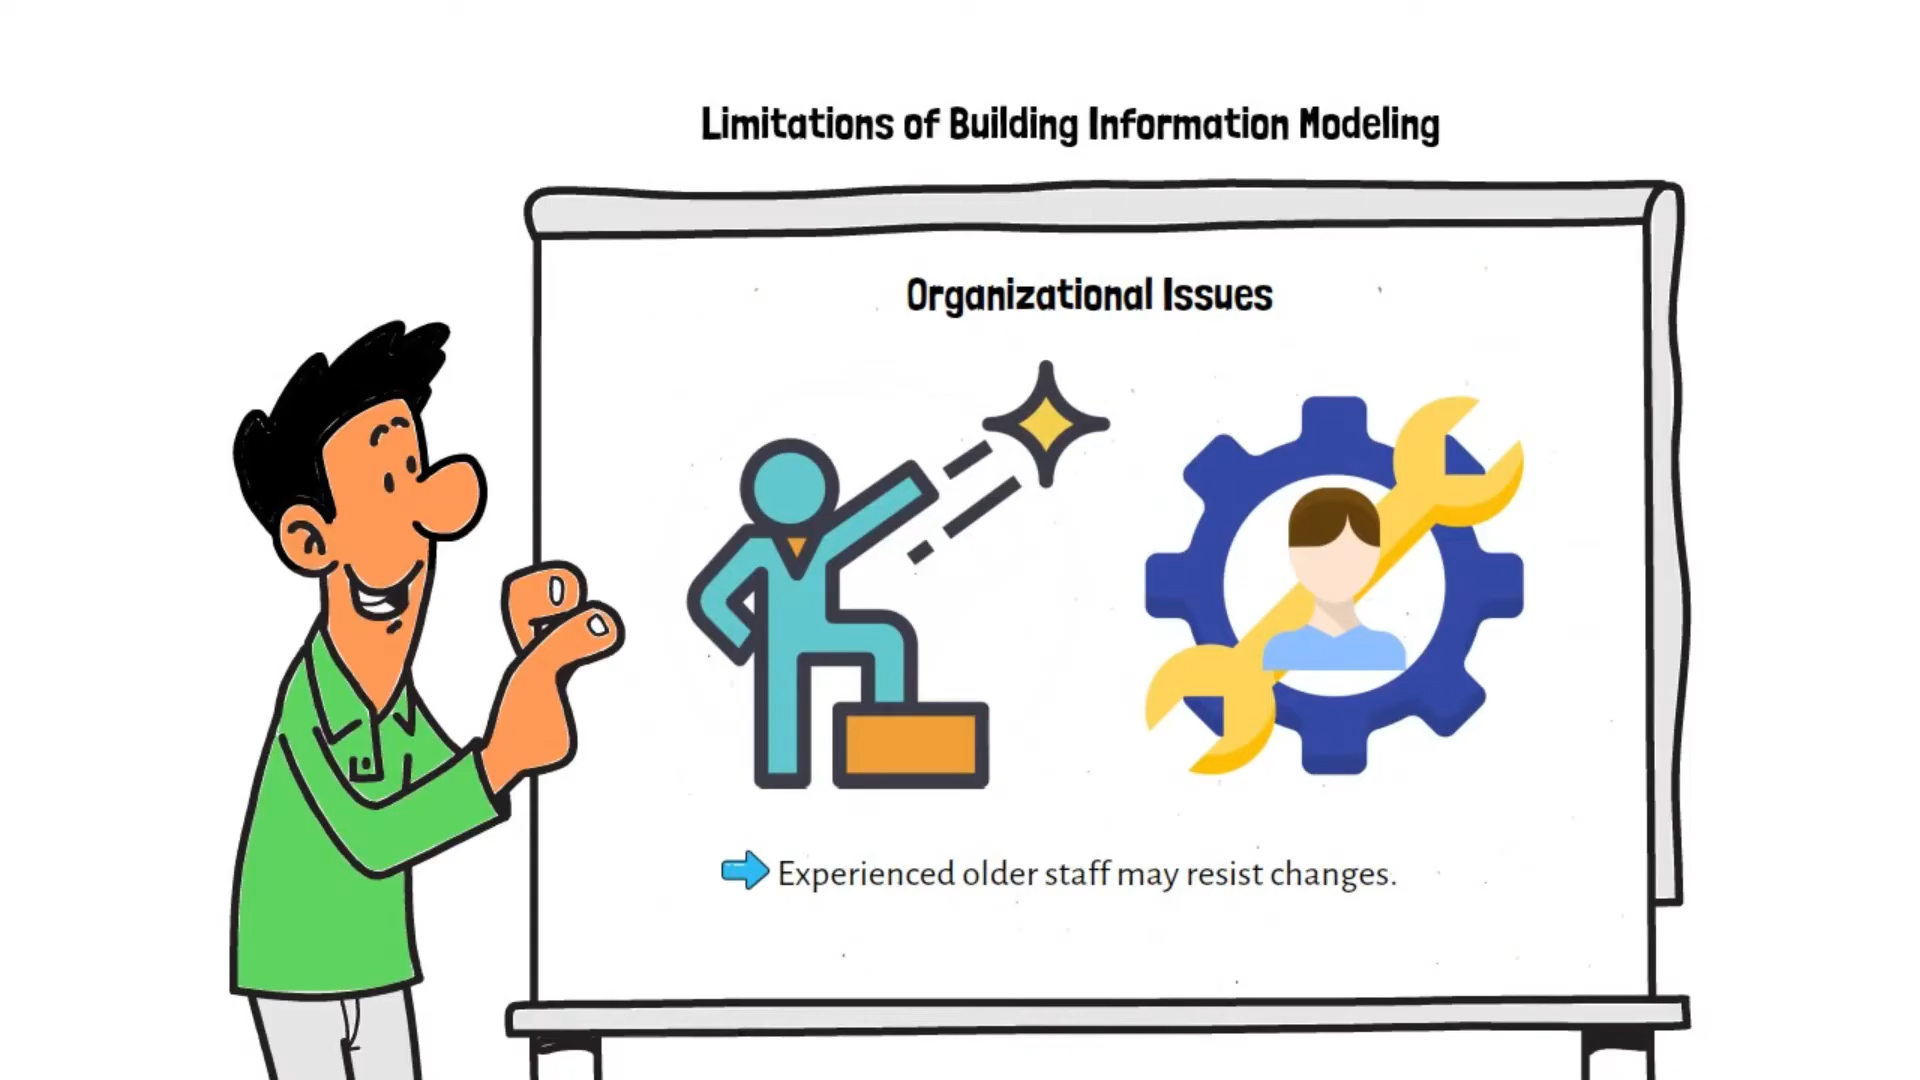 Limitations of Building Information Modeling
Organizational Issues
Experienced older staff may resist changes.